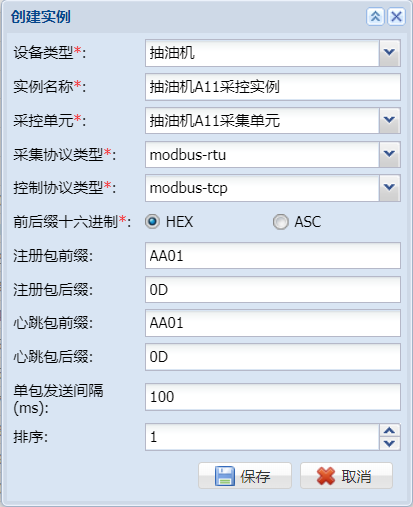 创建实例
设备类型*: 抽油机
实例名称*: 抽油机A11采控实例
采控单元*: 抽油机A11采集单元
采集协议类型*: modbus-rtu
控制协议类型*: modbus-tcp
前后缀十六进制*: HEX ASC
注册包前缀: AA01
注册包后缀: 0D
心跳包前缀: AA01
心跳包后缀: 0D
单包发送间隔
(ms): 100
排序: 1
保存 取消